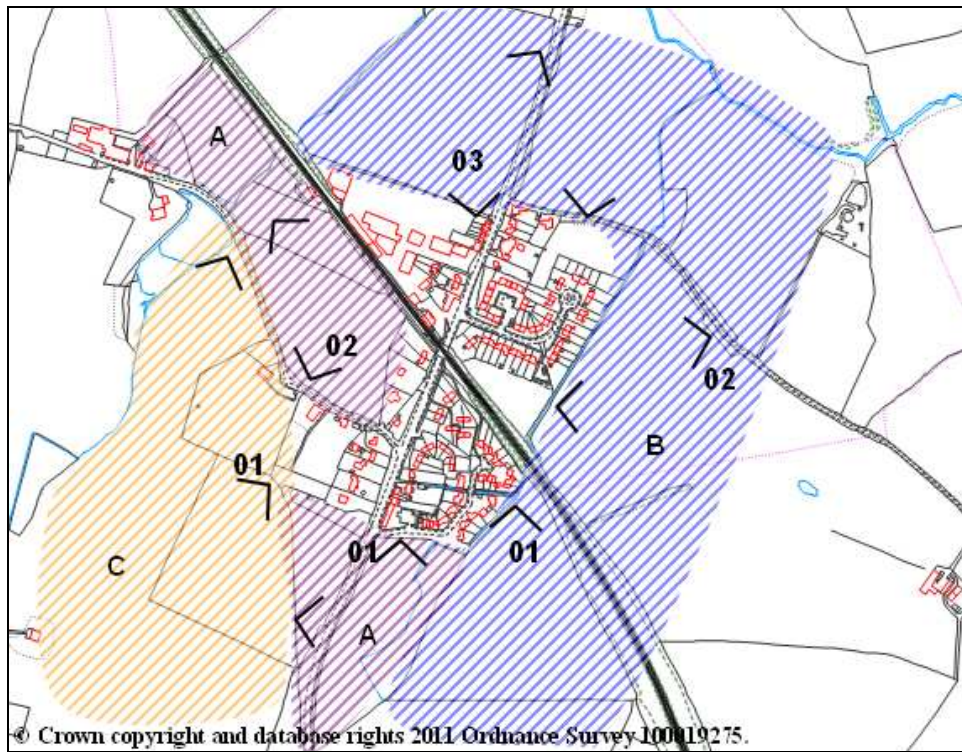 A
03
02
02
B
01
C
01
01
A
© Crown copyright and database rights 2011 Ordnance Survey 100019275.